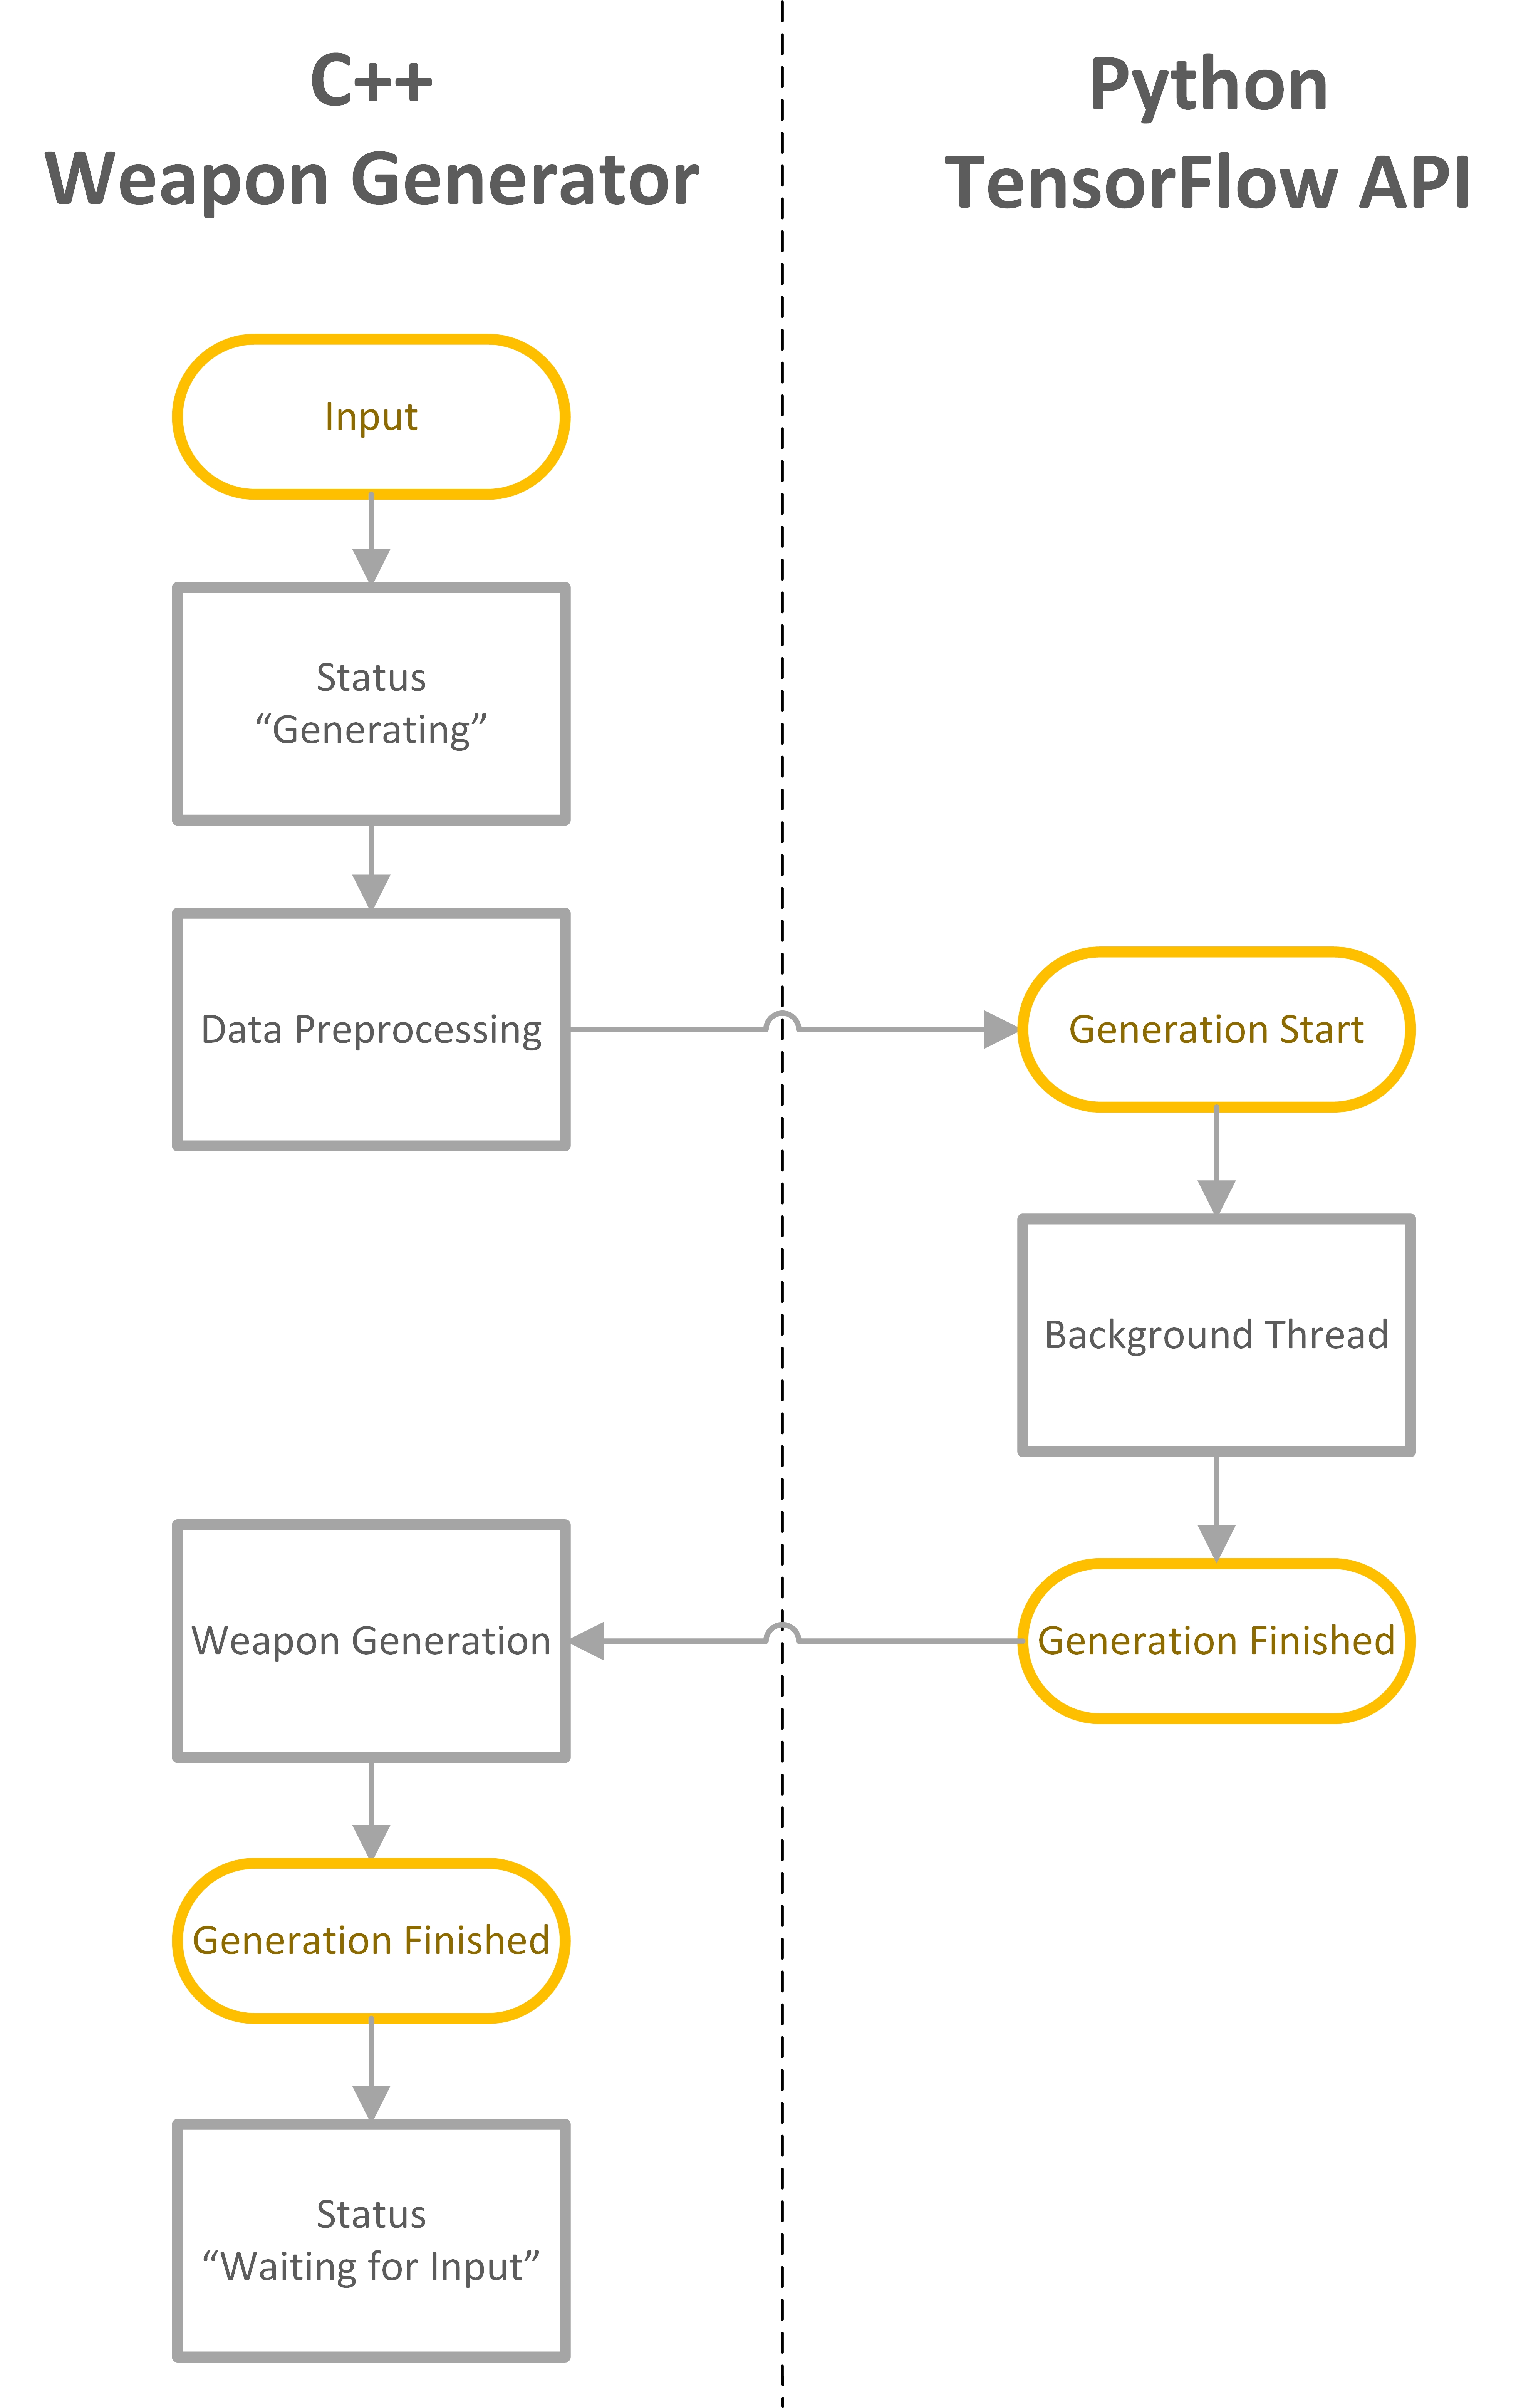 C++
Weapon Generator
Python
TensorFlow API
Input
Status
“Generating”
Data Preprocessing
Generation Start
Background Thread
Weapon Generation
Generation Finished
Generation Finished
Status
“Waiting for Input”